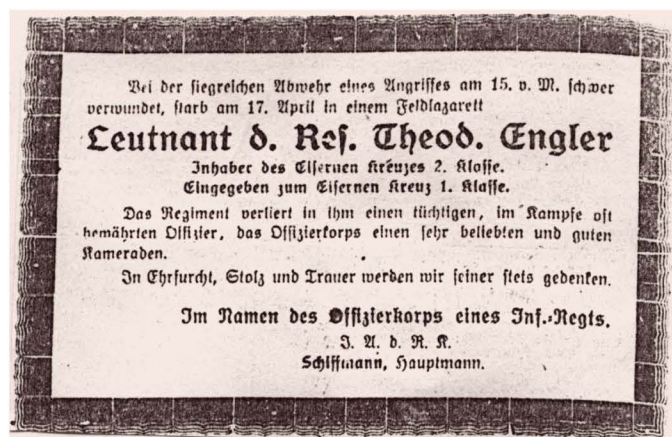 Bei der siegreichen Abwehr eines Angriffes am 15. v. M. schwer
verwundet, starb am 17. April in einem Feldlazarett
Leutnant d. Res. Theod. Engler
Inhaber des Eisernen Kreuzes 2. Klasse.
Eingegeben zum Eisernen Kreuz 1. Klasse.
Das Regiment verliert in ihm einen tüchtigen, im Kampfe oft
bewährten Offizier, das Offizierkorps einen sehr beliebten und guten
Kameraden.
In Ehrfurcht, Stolz und Trauer werden wir seiner stets gedenken.
Im Namen des Offizierkorps eines Inf.-Regts.
J. A. d. R. K.
Schiffmann, Hauptmann.